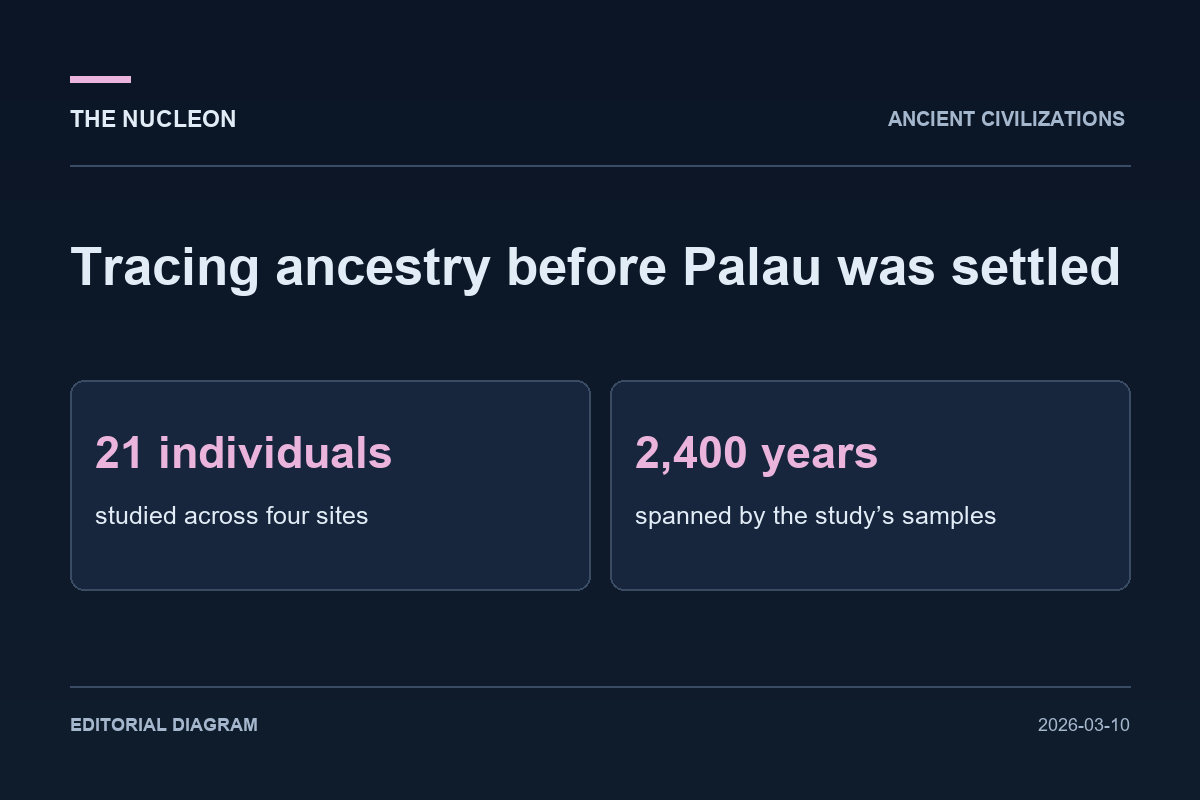 THE NUCLEON
ANCIENT CIVILIZATIONS
Tracing ancestry before Palau was settled
21 individuals
studied across four sites
2,400 years
spanned by the study’s samples
EDITORIAL DIAGRAM
2026-03-10